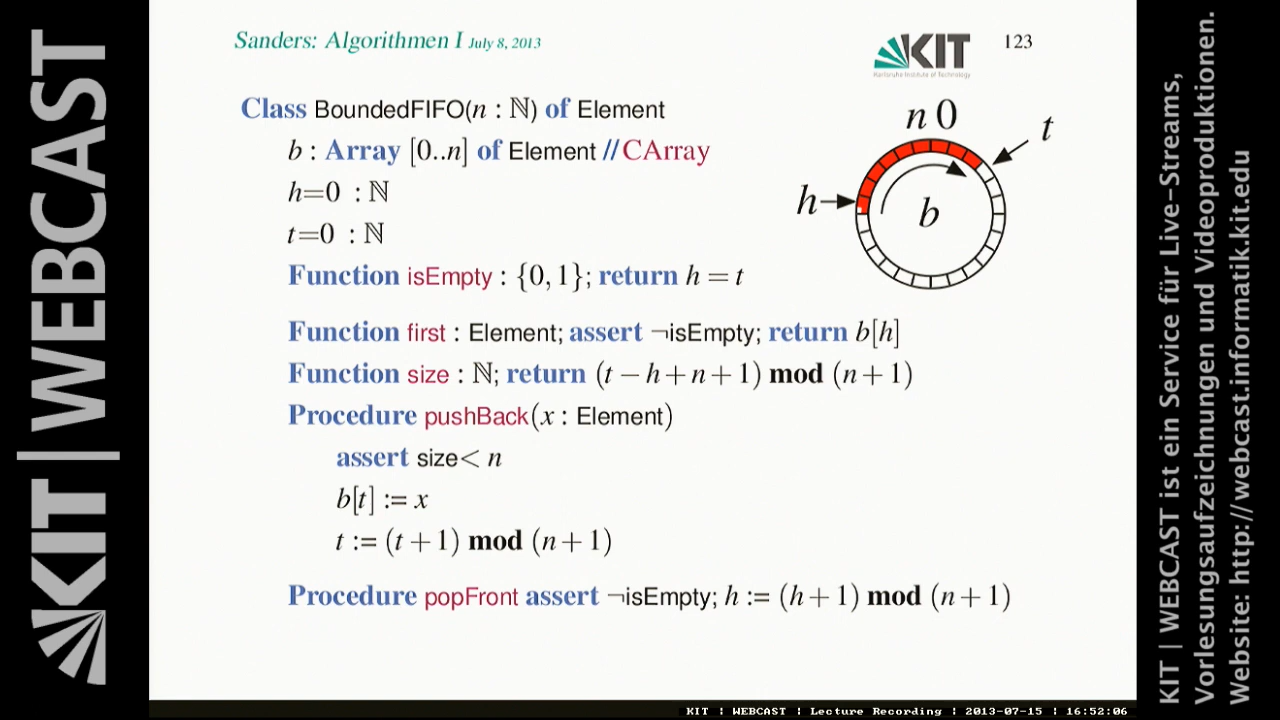 KIT | WEBCAST
Sanders: Algorithmen I July 8, 2013
KIT
Karlsruhe Institute of Technology
123
Class BoundedFIFO(n : ℕ) of Element
b : Array [0..n] of Element // CArray
h=0 : ℕ
t=0 : ℕ
Function isEmpty : {0, 1}; return h = t
Function first : Element; assert ¬isEmpty; return b[h]
Function size : ℕ; return (t − h + n + 1) mod (n + 1)
Procedure pushBack(x : Element)
assert size< n
b[t] := x
t := (t + 1) mod (n + 1)
Procedure popFront assert ¬isEmpty; h := (h + 1) mod (n + 1)
n 0
t
h
b
KIT | WEBCAST ist ein Service für Live-Streams,
Vorlesungsaufzeichnungen und Videoproduktionen.
Website: http://webcast.informatik.kit.edu
KIT | WEBCAST | Lecture Recording | 2013-07-15 | 16:52:06